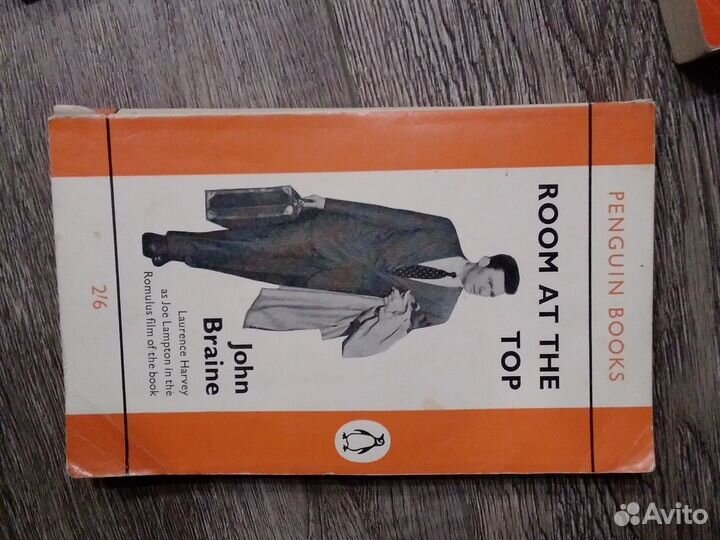 PENGUIN BOOKS
ROOM AT THE
TOP
John
Braine
Laurence Harvey
as Joe Lampton in the
Romulus film of the book
2'6
Avito